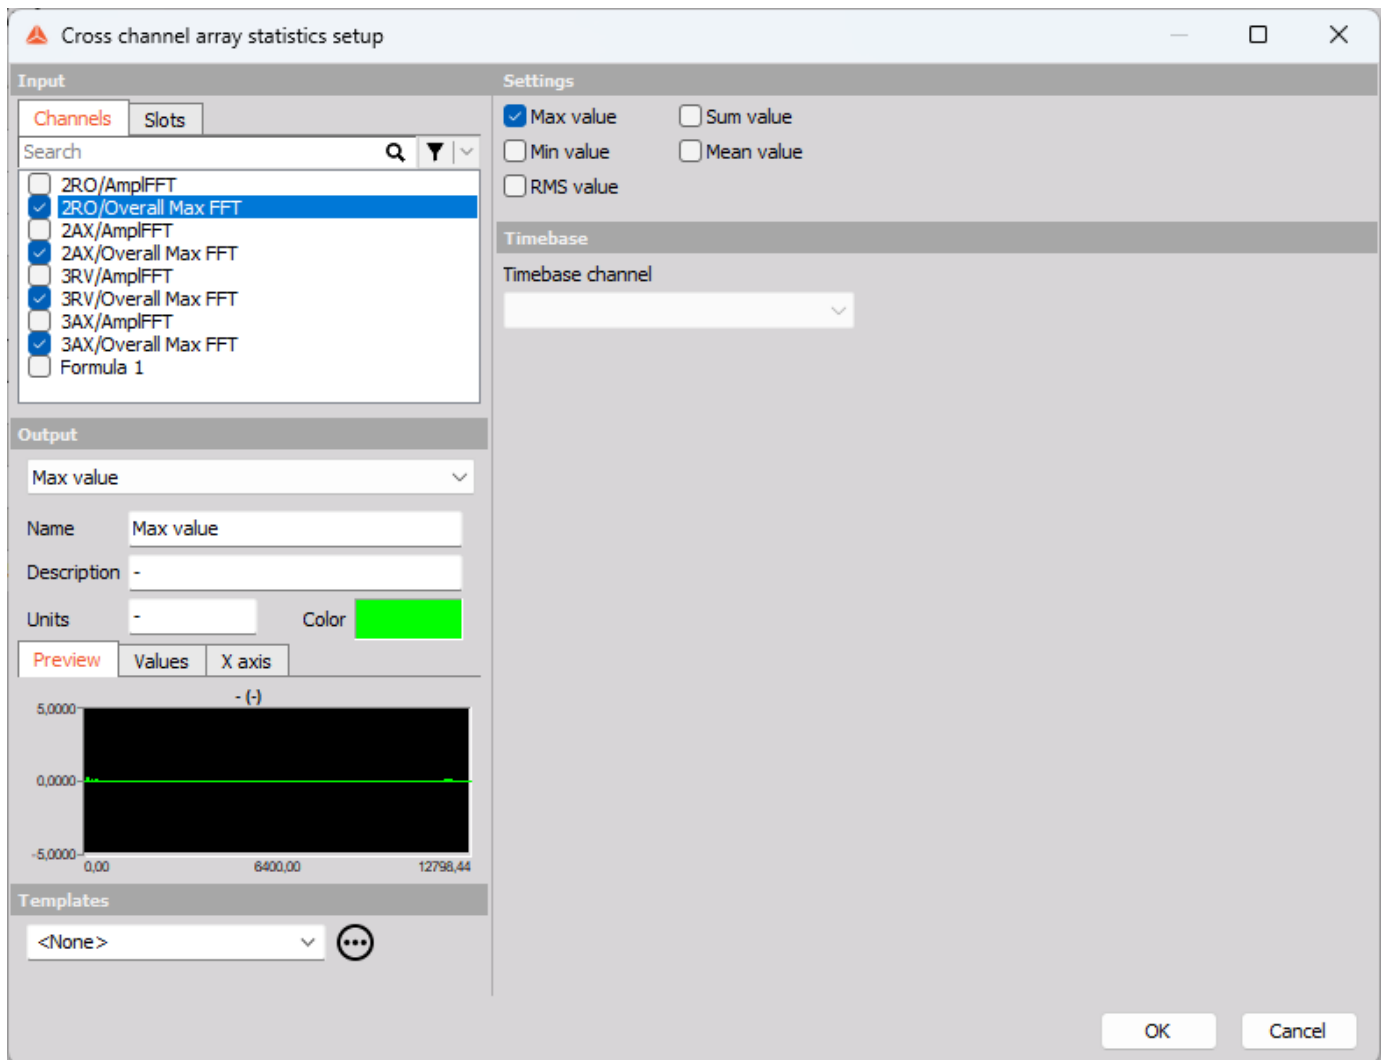 Cross channel array statistics setup
Input
Channels
Slots
Search
2RO/AmplFFT
2RO/Overall Max FFT
2AX/AmplFFT
2AX/Overall Max FFT
3RV/AmplFFT
3RV/Overall Max FFT
3AX/AmplFFT
3AX/Overall Max FFT
Formula 1
Output
Max value
Name Max value
Description -
Units - Color
Preview Values X axis
- (-)
5,0000
0,0000
-5,0000
0,00 6400,00 12798,44
Templates
<None>
Settings
Max value Sum value
Min value Mean value
RMS value
Timebase
Timebase channel
OK Cancel